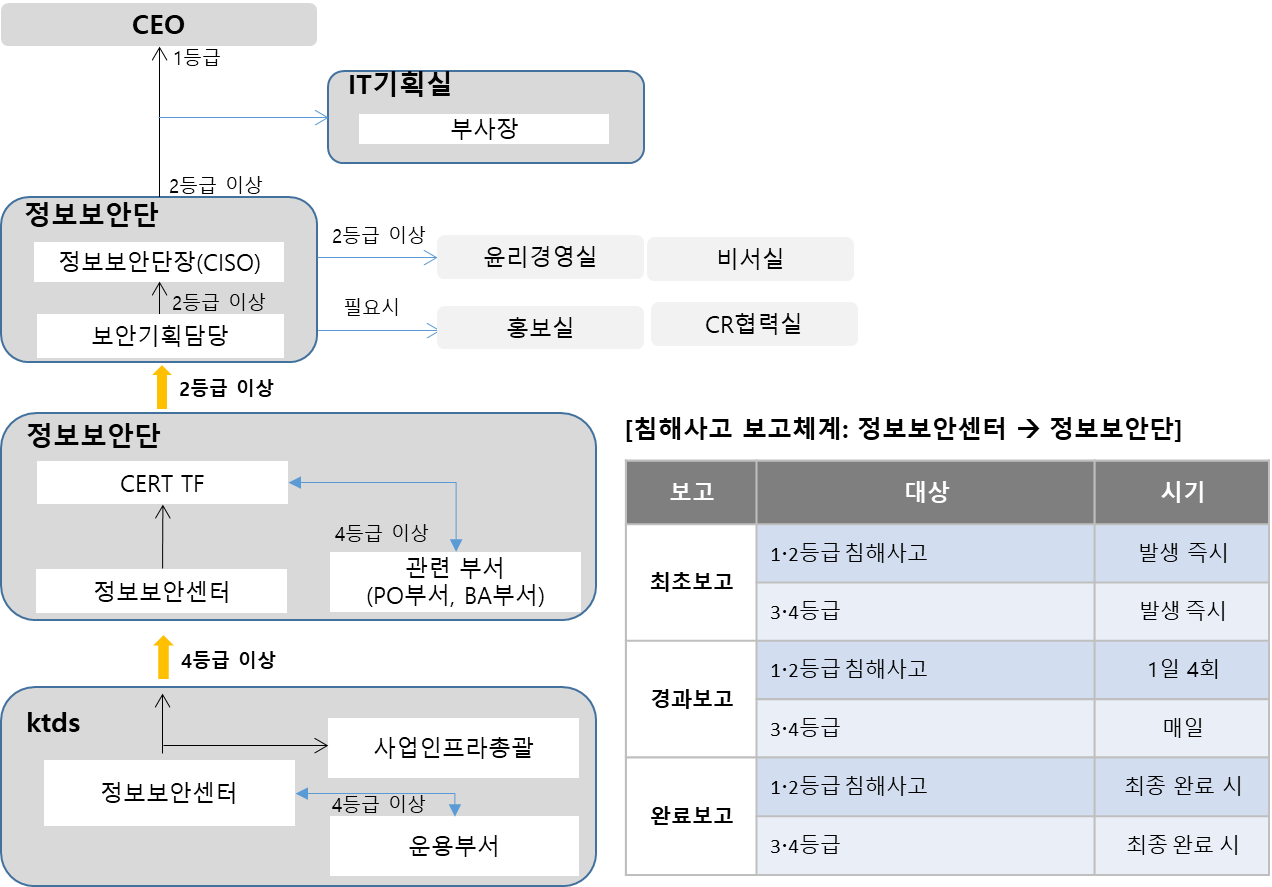 CEO
1등급
IT기획실
부사장
2등급 이상
정보보안단
정보보안단장(CISO)
2등급 이상
보안기획담당
2등급 이상
윤리경영실
비서실
필요시
홍보실
CR협력실
2등급 이상
정보보안단
CERT TF
4등급 이상
관련 부서
(PO부서, BA부서)
정보보안센터
4등급 이상
ktds
사업인프라총괄
정보보안센터
4등급 이상
운용부서
[침해사고 보고체계: 정보보안센터 → 정보보안단]
보고 대상 시기
최초보고
1·2등급 침해사고 발생 즉시
3·4등급 발생 즉시
경과보고
1·2등급 침해사고 1일 4회
3·4등급 매일
완료보고
1·2등급 침해사고 최종 완료 시
3·4등급 최종 완료 시